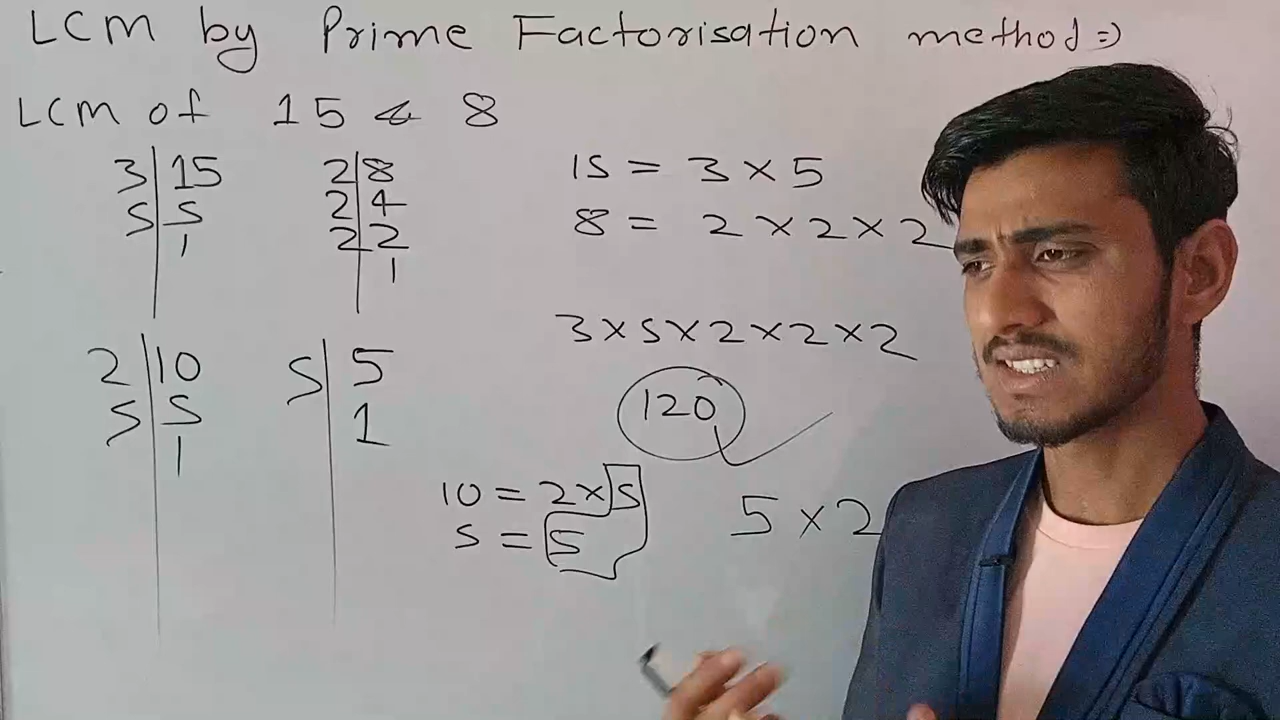 LCM by Prime Factorisation method ⇒
LCM of 15 & 8
3 | 15
5 | 5
1
2 | 8
2 | 4
2 | 2
1
15 = 3 × 5
8 = 2 × 2 × 2
3 × 5 × 2 × 2 × 2
120
2 | 10
5 | 5
1
5 | 5
1
10 = 2 × 5
5 = 5
5 × 2